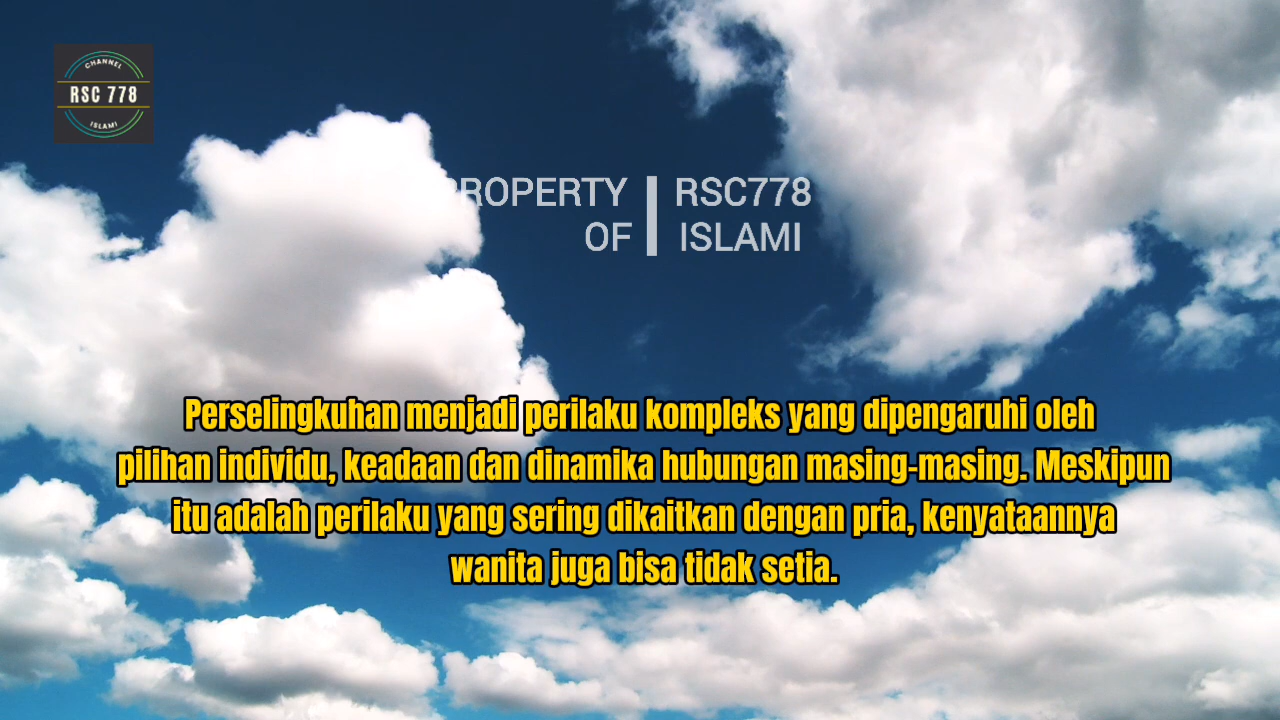 CHANNEL
RSC 778
ISLAMI
PROPERTY RSC778
OF ISLAMI
Perselingkuhan menjadi perilaku kompleks yang dipengaruhi oleh
pilihan individu, keadaan dan dinamika hubungan masing-masing. Meskipun
itu adalah perilaku yang sering dikaitkan dengan pria, kenyataannya
wanita juga bisa tidak setia.